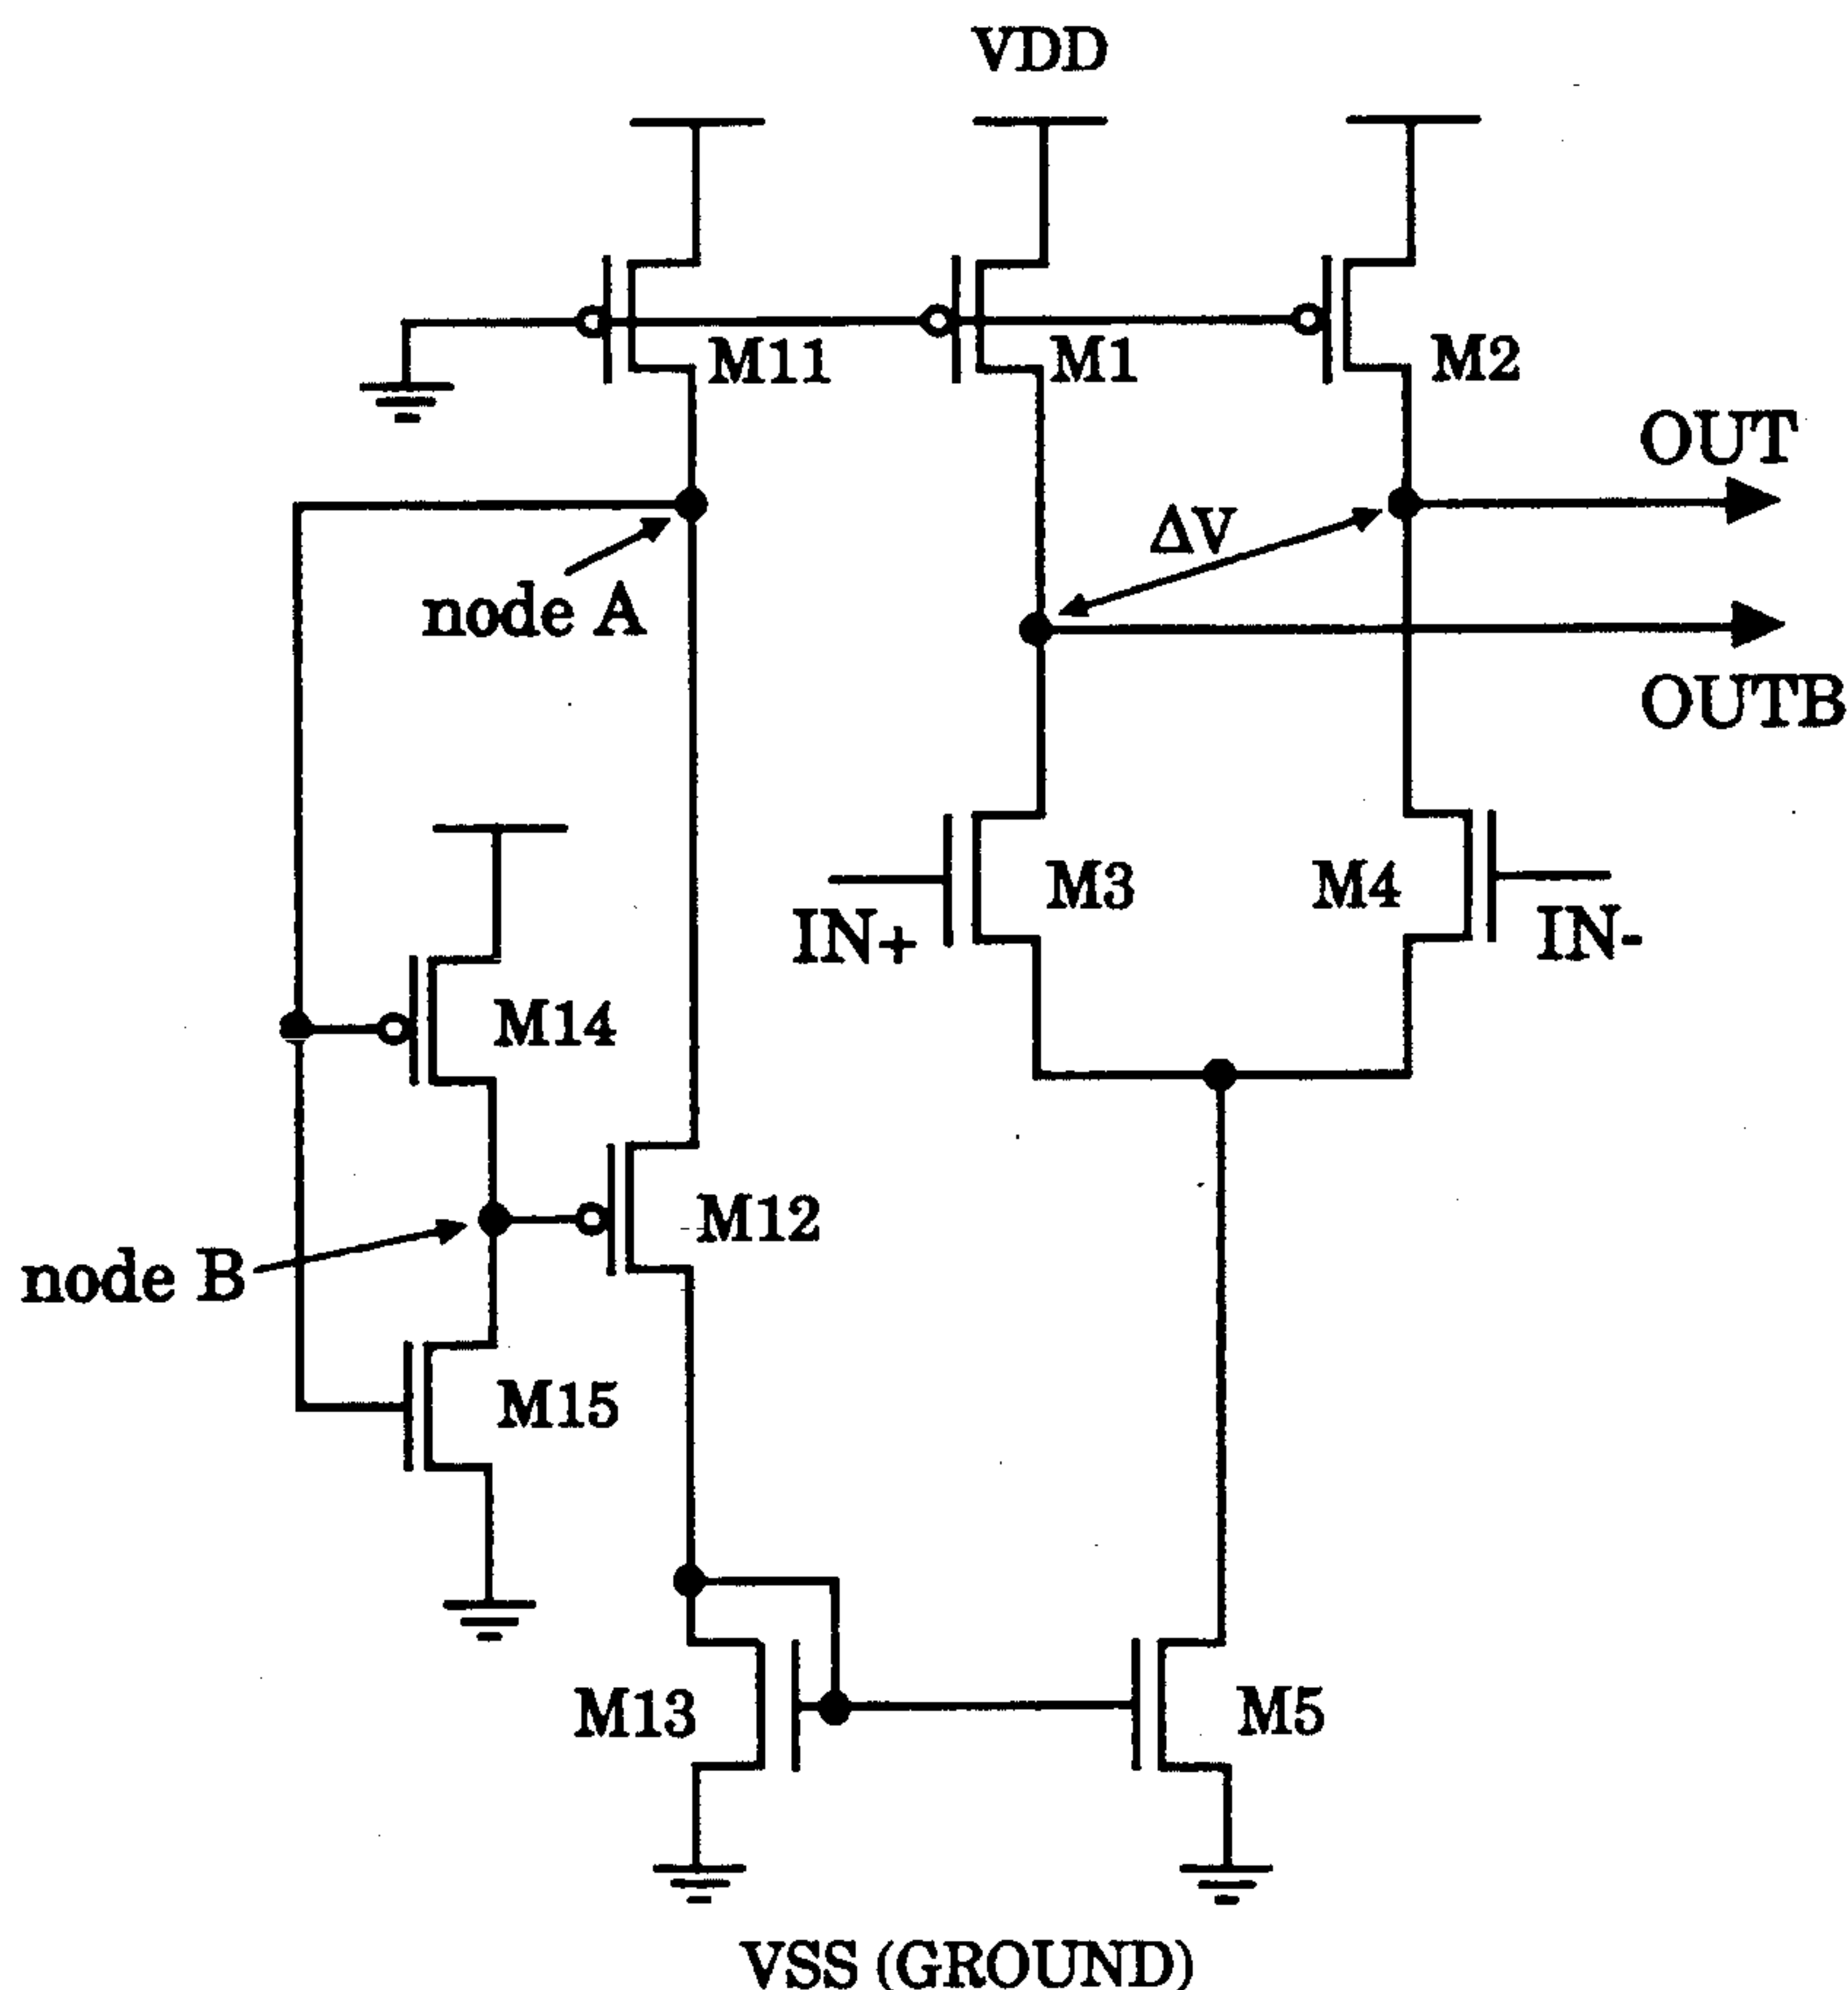 VDD
M11
M1
M2
OUT
ΔV
node A
OUTB
M3
M4
IN+
IN-
M14
M12
node B
M15
M13
M5
VSS (GROUND)